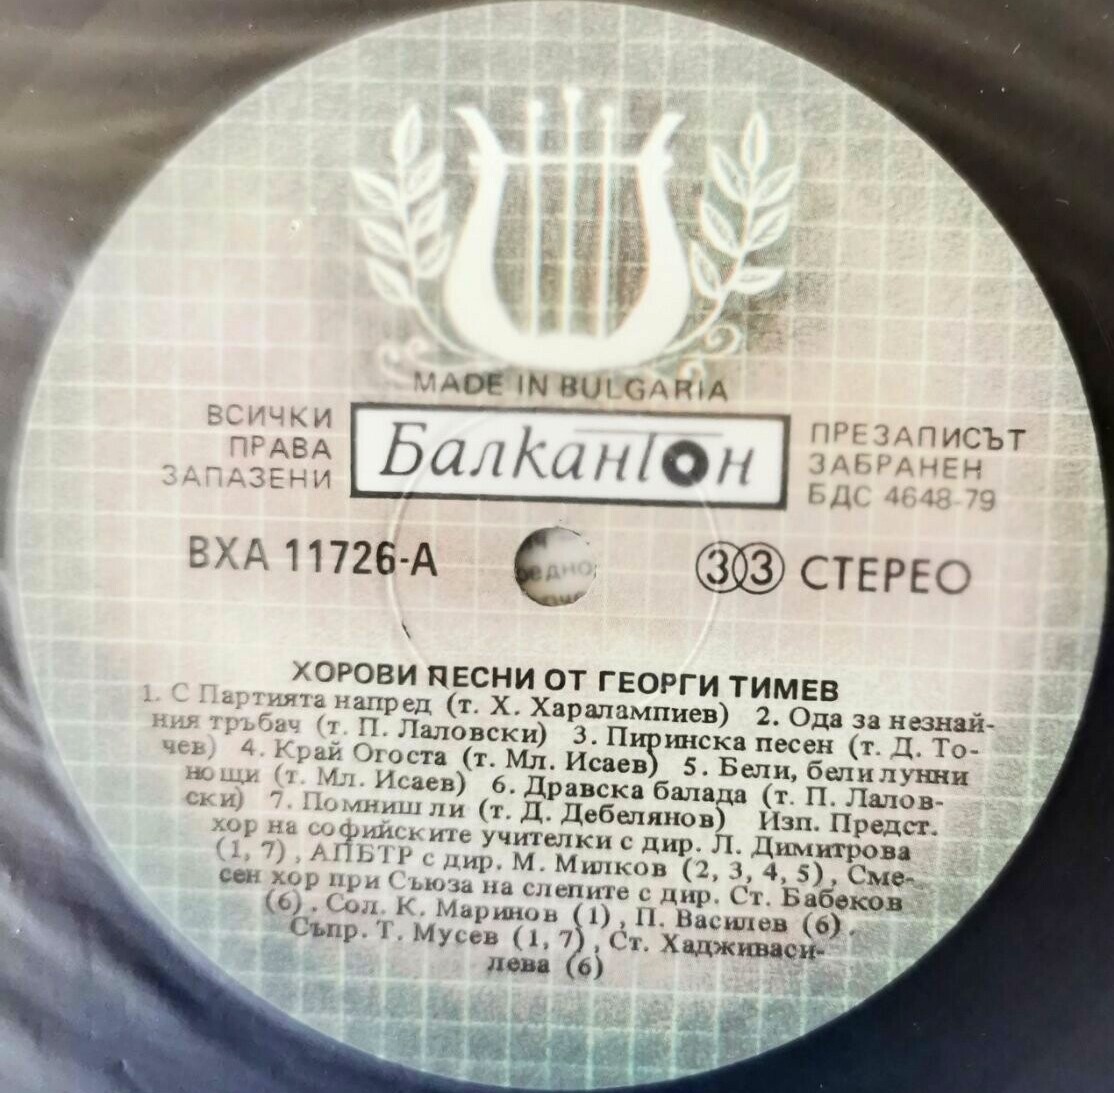 MADE IN BULGARIA
ВСИЧКИ
ПРАВА
ЗАПАЗЕНИ
Балкантон
ПРЕЗАПИСЪТ
ЗАБРАНЕН
БДС 4648-79
ВХА 11726-А
33 СТЕРЕО
ХОРОВИ ПЕСНИ ОТ ГЕОРГИ ТИМЕВ
1. С Партията напред (т. Х. Харалампиев) 2. Ода за незнай-
ния тръбач (т. П. Лаловски) 3. Пиринска песен (т. Д. То-
чев) 4. Край Огоста (т. Мл. Исаев) 5. Бели, бели лунни
нощи (т. Мл. Исаев) 6. Дравска балада (т. П. Лалов-
ски) 7. Помниш ли (т. Д. Дебелянов) Изп. Предст.
хор на софийските учителки с дир. Л. Димитрова
(1, 7), АПБТР с дир. М. Милков (2, 3, 4, 5), Сме-
сен хор при Съюза на слепите с дир. Ст. Бабеков
(6). Сол. К. Маринов (1), П. Василев (6).
Съпр. Т. Мусев (1, 7), Ст. Хадживаси-
лева (6)